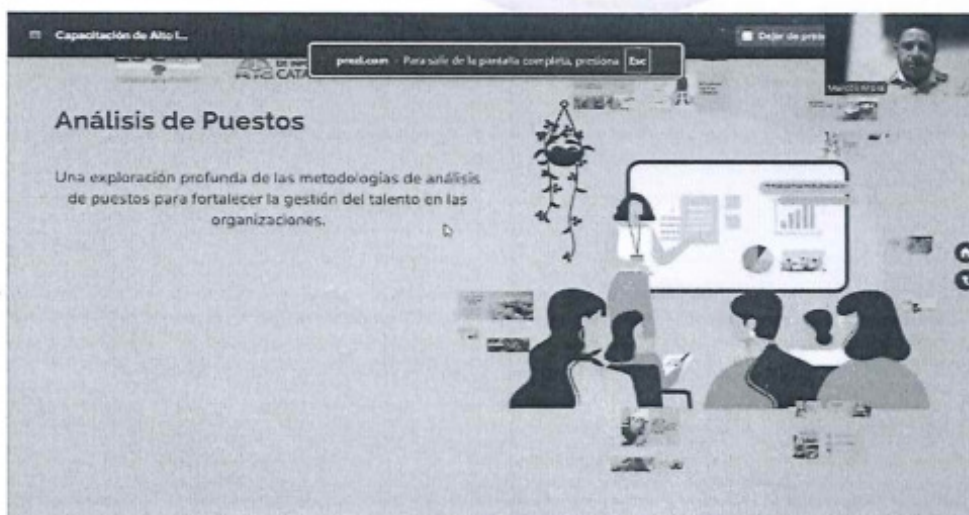 Capacitación de Alto I...
Dejar de
prezi.com - Para salir de la pantalla completa, presiona Esc
CATA
Análisis de Puestos
Una exploración profunda de las metodologías de análisis
de puestos para fortalecer la gestión del talento en las
organizaciones.